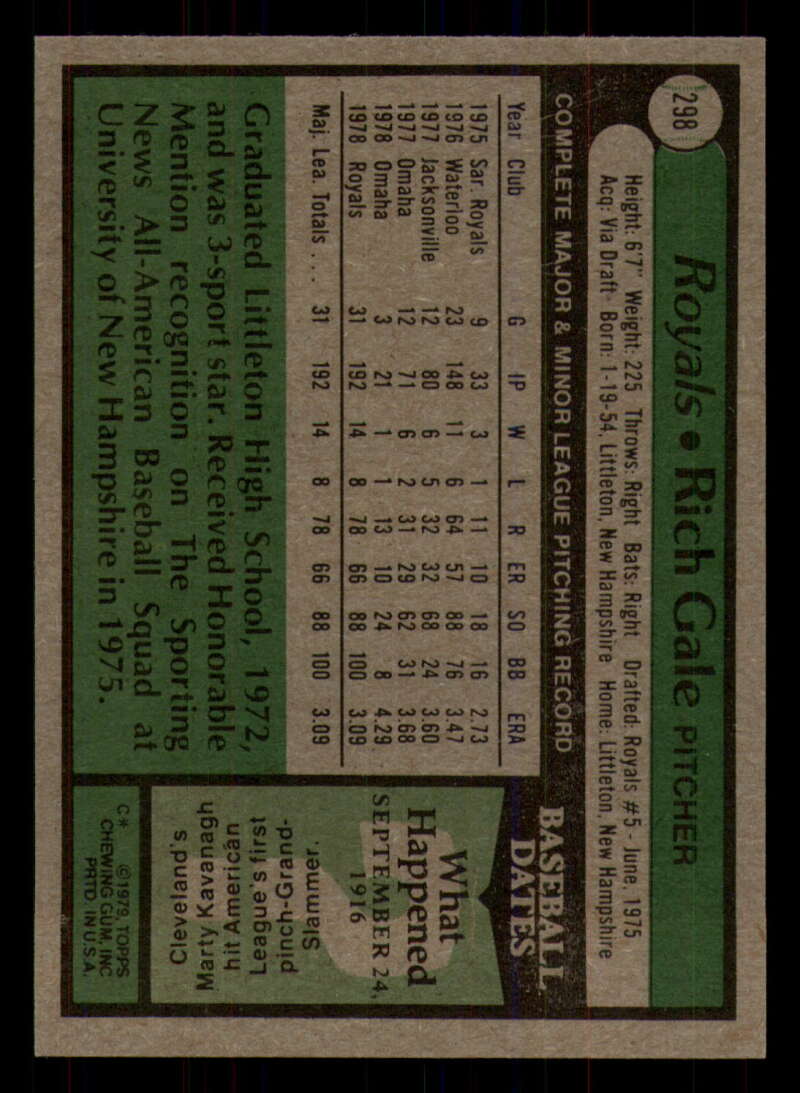 298
Royals • Rich Gale PITCHER
Height: 6'7" Weight: 225 Throws: Right Bats: Right Drafted: Royals #5 - June, 1975
Acq: Via Draft Born: 1-19-54, Littleton, New Hampshire Home: Littleton, New Hampshire
COMPLETE MAJOR & MINOR LEAGUE PITCHING RECORD
Year Club G IP W L R ER SO BB ERA
1975 Sar. Royals 9 33 3 1 11 10 18 16 2.73
1976 Waterloo 23 148 11 6 64 57 88 76 3.47
1977 Jacksonville 12 80 6 5 32 32 68 24 3.60
1977 Omaha 12 71 6 2 31 29 62 31 3.68
1978 Omaha 3 21 1 1 13 10 24 8 4.29
1978 Royals 31 192 14 8 78 66 88 100 3.09
Maj. Lea. Totals . . . 31 192 14 8 78 66 88 100 3.09
Graduated Littleton High School, 1972,
and was 3-sport star. Received Honorable
Mention recognition on The Sporting
News All-American Baseball Squad at
University of New Hampshire in 1975.
BASEBALL
DATES
What
Happened
SEPTEMBER 24,
1916
Cleveland's
Marty Kavanagh
hit American
League's first
pinch-Grand-
Slammer.
C* ©1979, TOPPS
CHEWING GUM, INC
PRTD. IN U.S.A.